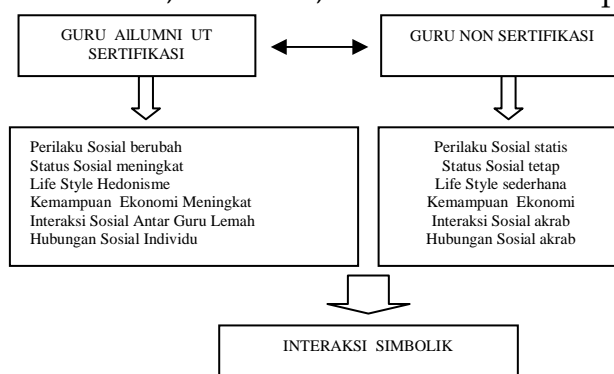 GURU AILUMNI UT
SERTIFIKASI
GURU NON SERTIFIKASI
Perilaku Sosial berubah
Status Sosial meningkat
Life Style Hedonisme
Kemampuan Ekonomi Meningkat
Interaksi Sosial Antar Guru Lemah
Hubungan Sosial Individu
Perilaku Sosial statis
Status Sosial tetap
Life Style sederhana
Kemampuan Ekonomi
Interaksi Sosial akrab
Hubungan Sosial akrab
INTERAKSI SIMBOLIK